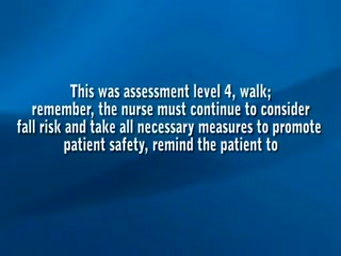 This was assessment level 4, walk;
remember, the nurse must continue to consider
fall risk and take all necessary measures to promote
patient safety, remind the patient to